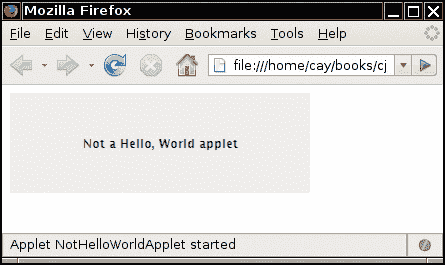 Mozilla Firefox
File Edit View History Bookmarks Tools Help
file:///home/cay/books/cj
Not a Hello, World applet
Applet NotHelloWorldApplet started